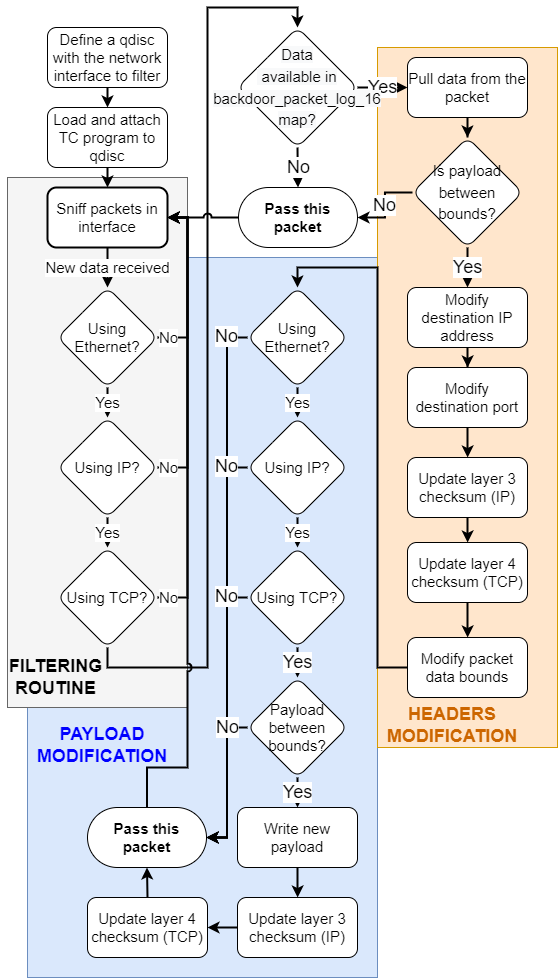 Define a qdisc
with the network
interface to filter
Load and attach
TC program to
qdisc
Sniff packets in
interface
New data received
Using
Ethernet?
No
Yes
Using IP?
No
Yes
Using TCP?
No
FILTERING
ROUTINE
Data
available in
backdoor_packet_log_16
map?
Yes
No
Pass this
packet
Pull data from the
packet
Is payload
between
bounds?
No
Yes
Modify
destination IP
address
Modify
destination port
Update layer 3
checksum (IP)
Update layer 4
checksum (TCP)
Modify packet
data bounds
HEADERS
MODIFICATION
Using
Ethernet?
No
Yes
Using IP?
No
Yes
Using TCP?
No
Yes
Payload
between
bounds?
No
Yes
Write new
payload
Update layer 3
checksum (IP)
Update layer 4
checksum (TCP)
Pass this
packet
PAYLOAD
MODIFICATION